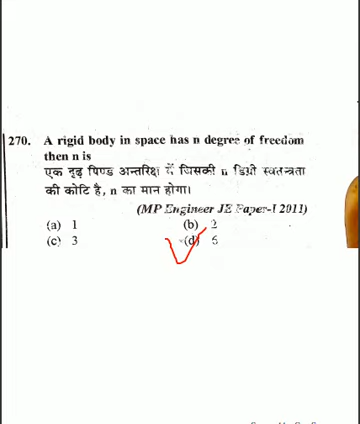 270. A rigid body in space has n degree of freedom
then n is
एक दृढ़ पिण्ड अन्तरिक्ष में जिसकी n डिग्री स्वतन्त्रता
की कोटि है, n का मान होगा।
(MP Engineer JE Paper-I 2011)
(a) 1 (b) 2
(c) 3 (d) 6